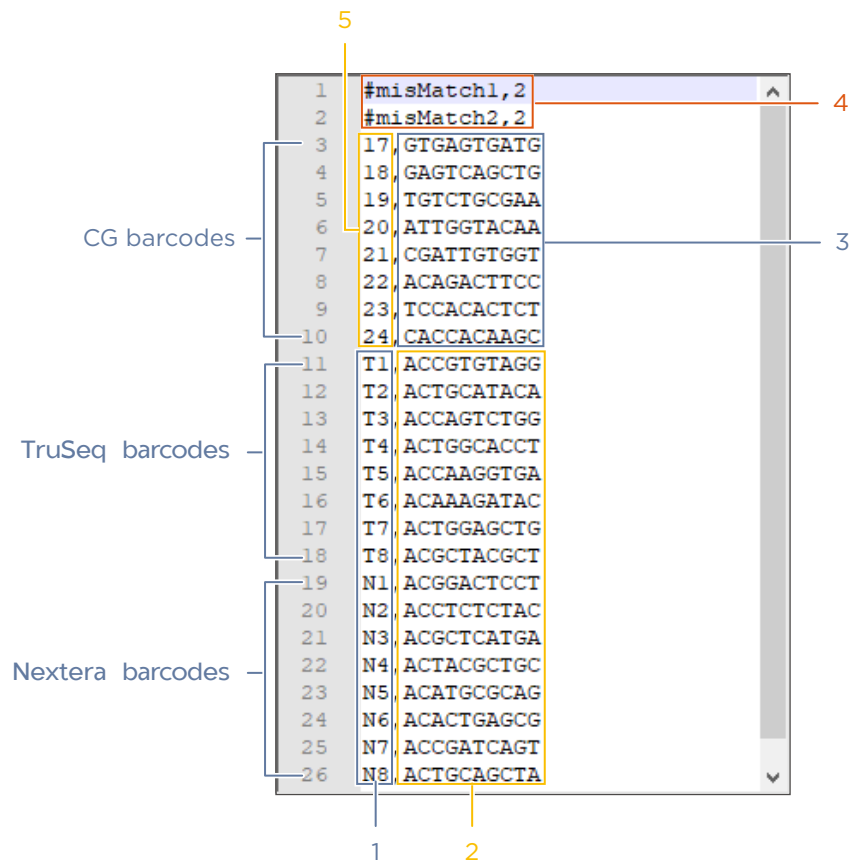 5
1 #misMatch1,2
4
2 #misMatch2,2
3 17,GTGAGTGATG
4 18,GAGTCAGCTG
5 19,TGTCTGCGAA
6 20,ATTGGTACAA
CG barcodes
3
7 21,CGATTGTGGT
8 22,ACAGACTTCC
9 23,TCCACACTCT
10 24,CACCACAAGC
11 T1,ACCGTGTAGG
12 T2,ACTGCATACA
13 T3,ACCAGTCTGG
14 T4,ACTGGCACCT
TruSeq barcodes
15 T5,ACCAAGGTGA
16 T6,ACAAAGATAC
17 T7,ACTGGAGCTG
18 T8,ACGCTACGCT
19 N1,ACGGACTCCT
20 N2,ACCTCTCTAC
21 N3,ACGCTCATGA
22 N4,ACTACGCTGC
Nextera barcodes
23 N5,ACATGCGCAG
24 N6,ACACTGAGCG
25 N7,ACCGATCAGT
26 N8,ACTGCAGCTA
1 2